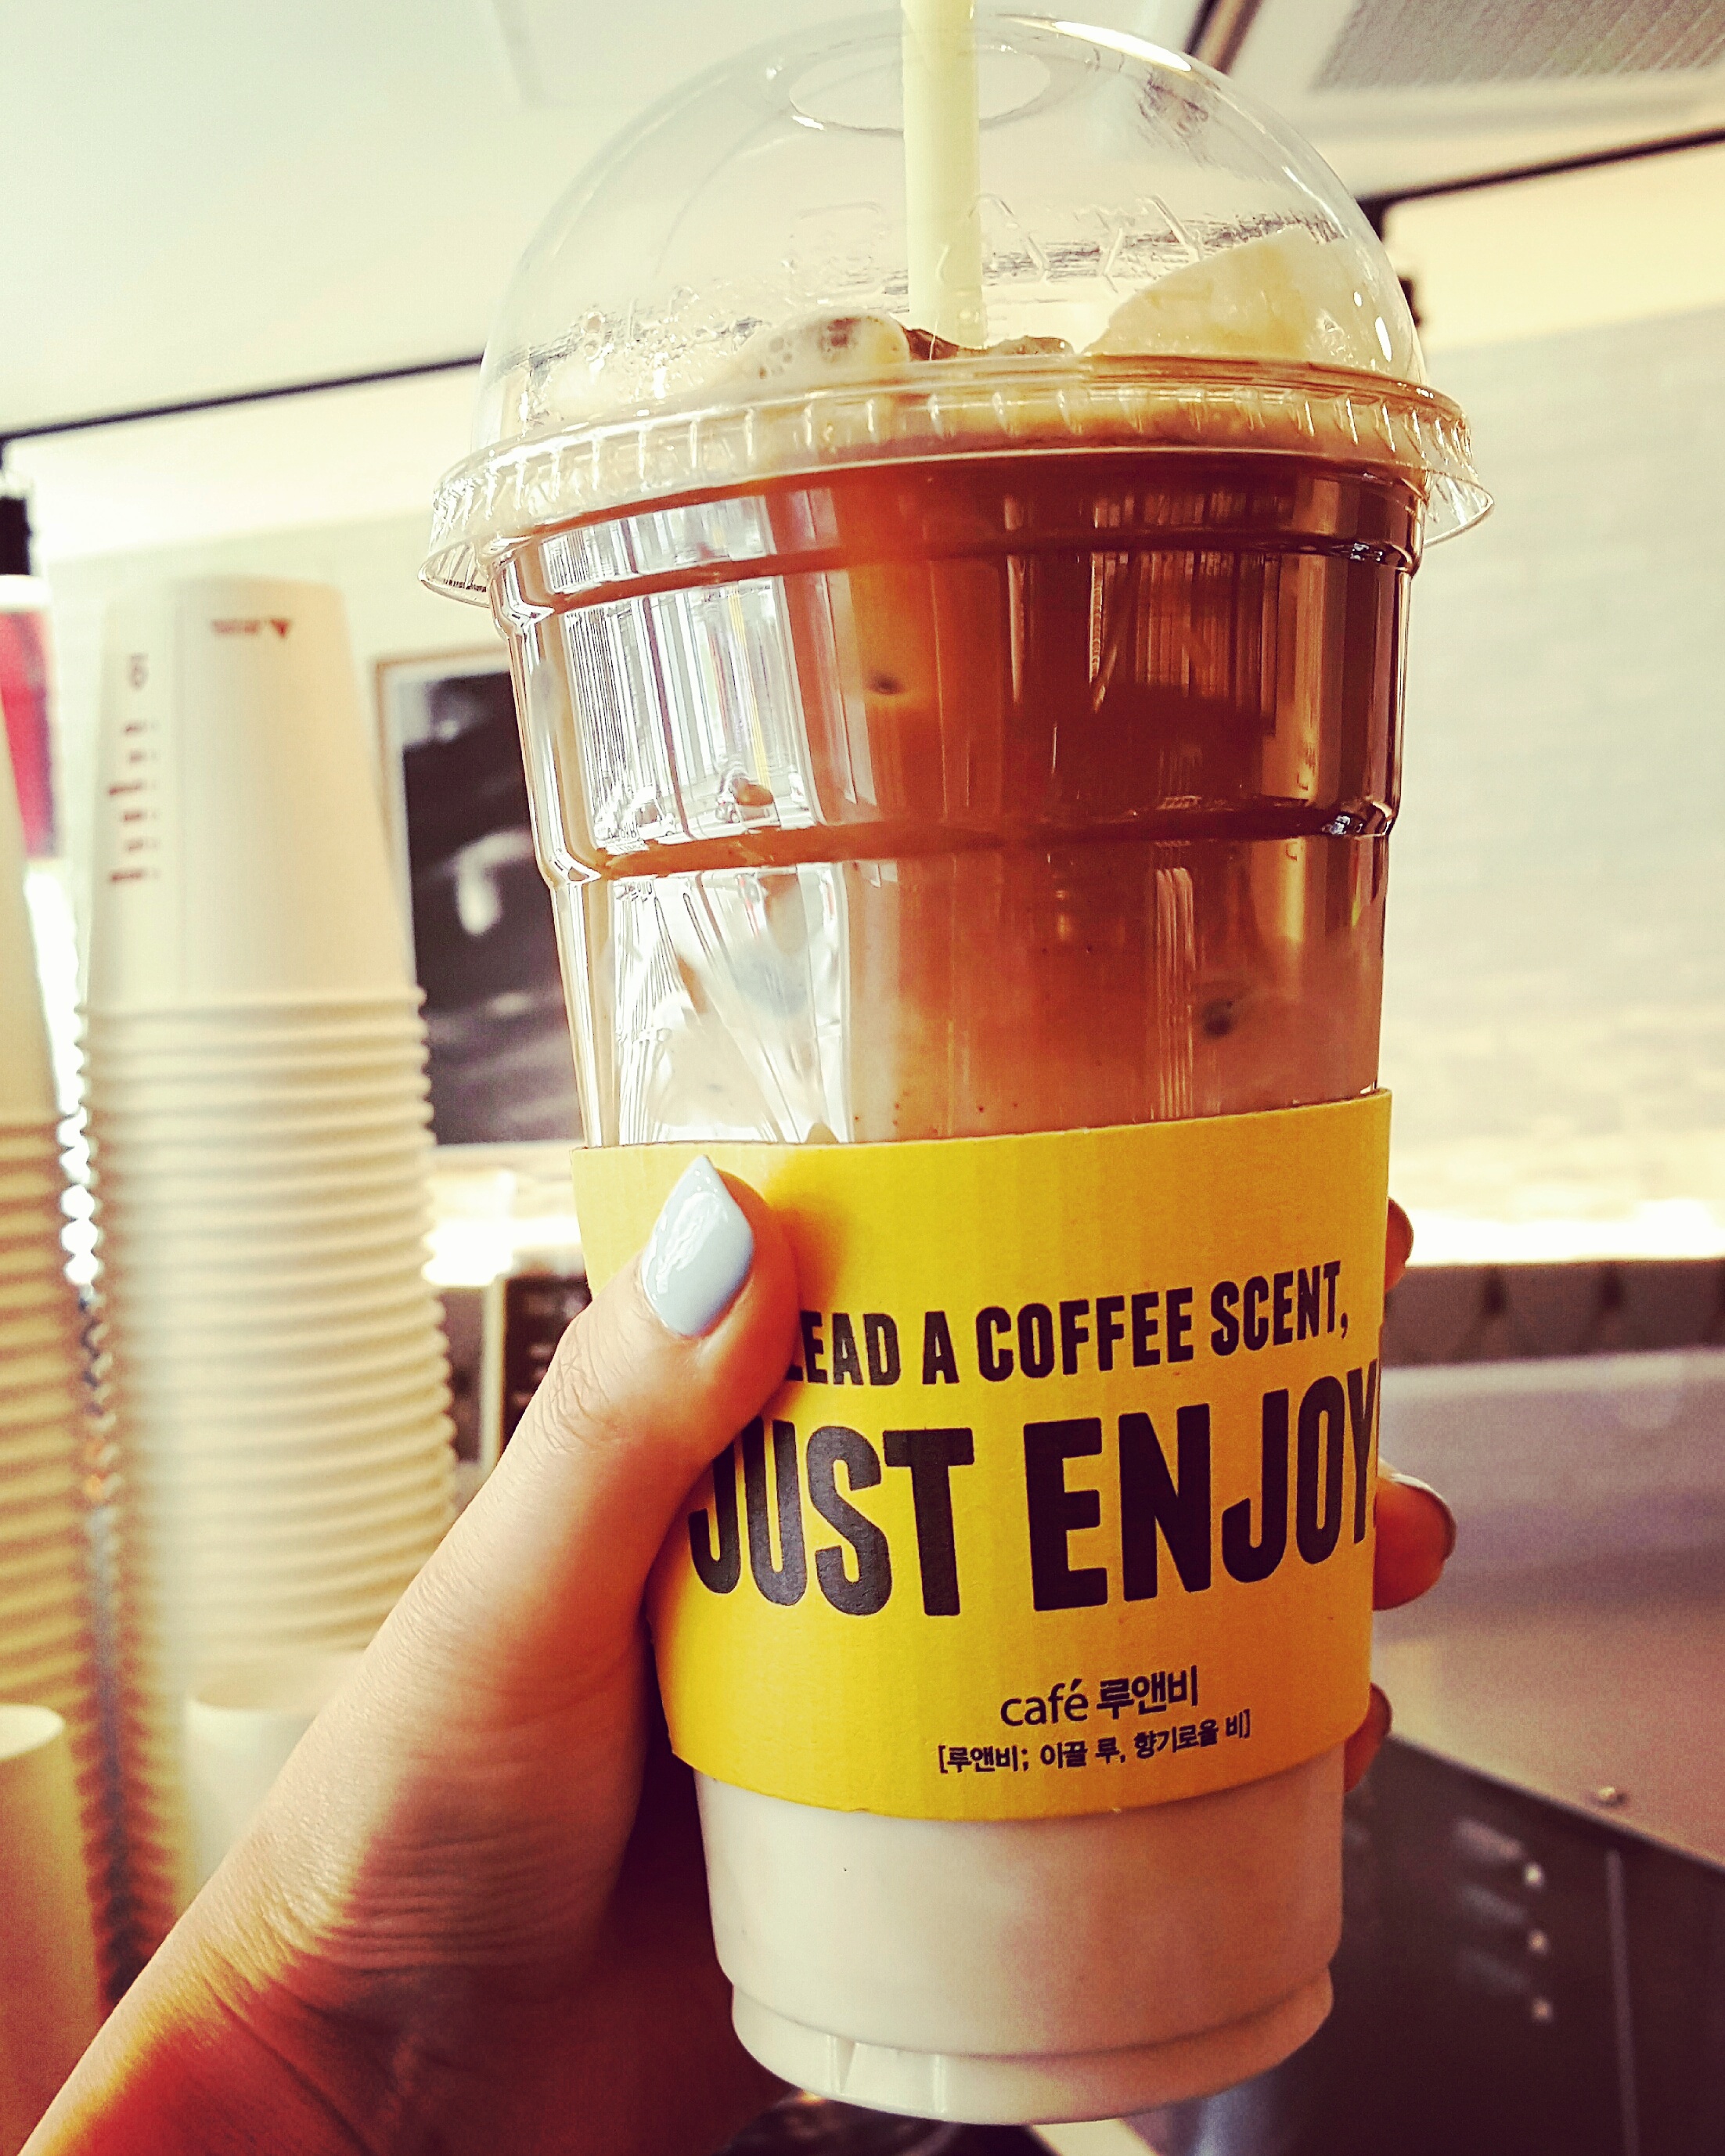 LEAD A COFFEE SCENT,
JUST ENJOY!
café 루앤비
[루앤비; 이끌 루, 향기로울 비]